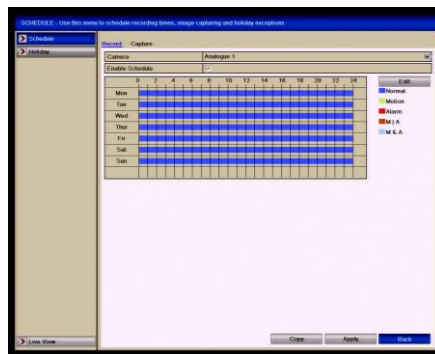 SCHEDULE - Use this menu to schedule recording times, image capturing and holiday exceptions
Schedule
Holiday
Record Capture
Camera Analogue 1
Enable Schedule
0 2 4 6 8 10 12 14 16 18 20 22 24
Edit
Mon
Tue
Wed
Thur
Fri
Sat
Sun
Normal
Motion
Alarm
M | A
M & A
Live View
Copy Apply Back